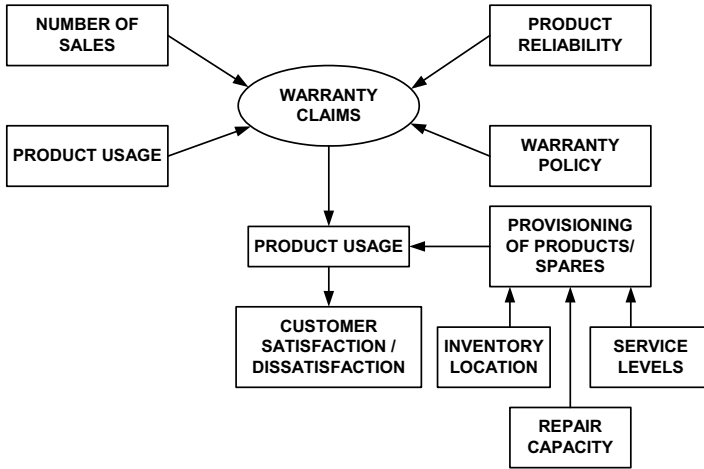 NUMBER OF
SALES
PRODUCT
RELIABILITY
WARRANTY
CLAIMS
PRODUCT USAGE
WARRANTY
POLICY
PRODUCT USAGE
PROVISIONING
OF PRODUCTS/
SPARES
CUSTOMER
SATISFACTION /
DISSATISFACTION
INVENTORY
LOCATION
SERVICE
LEVELS
REPAIR
CAPACITY